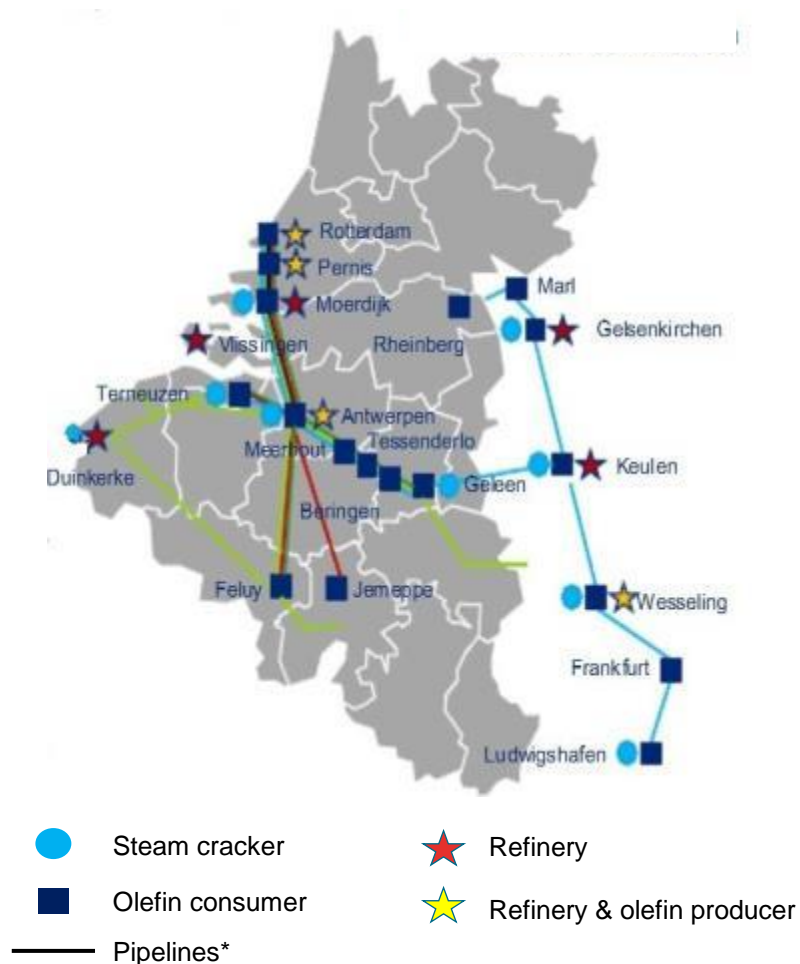 Rotterdam
Pernis
Marl
Moerdijk
Gelsenkirchen
Vlissingen
Rheinberg
Terneuzen
Antwerpen
Tessenderlo
Meerhout
Keulen
Duinkerke
Geleen
Beringen
Feluy
Jemeppe
Wesseling
Frankfurt
Ludwigshafen
Steam cracker
Refinery
Olefin consumer
Refinery & olefin producer
Pipelines*